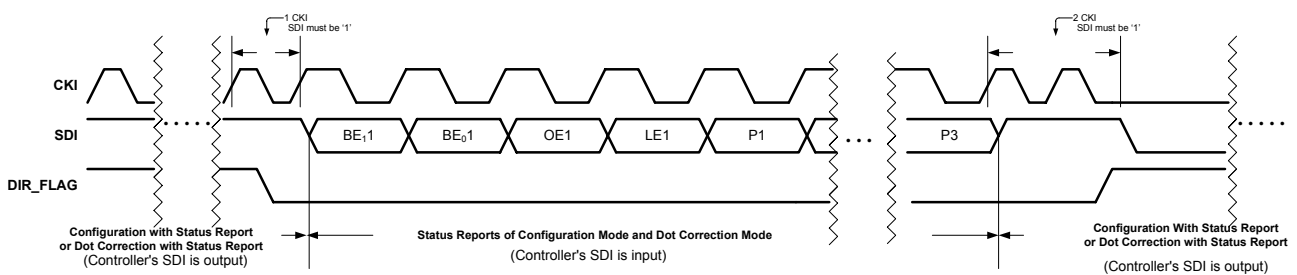 1 CKI
SDI must be '1'
2 CKI
SDI must be '1'
CKI
SDI
BE₁1
BE₀1
OE1
LE1
P1
P3
DIR_FLAG
Configuration with Status Report
or Dot Correction with Status Report
(Controller's SDI is output)
Status Reports of Configuration Mode and Dot Correction Mode
(Controller's SDI is input)
Configuration With Status Report
or Dot Correction with Status Report
(Controller's SDI is output)